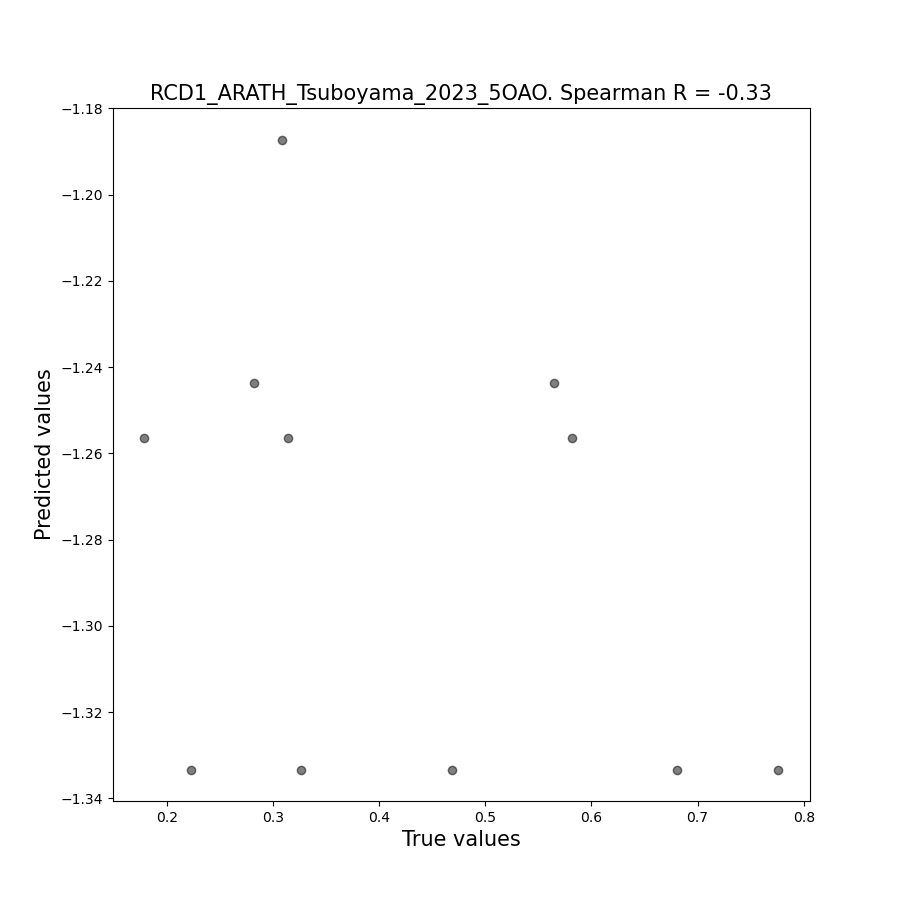 RCD1_ARATH_Tsuboyama_2023_5OAO. Spearman R = -0.33
−1.18
−1.20
−1.22
−1.24
−1.26
−1.28
−1.30
−1.32
−1.34
Predicted values
0.2 0.3 0.4 0.5 0.6 0.7 0.8
True values